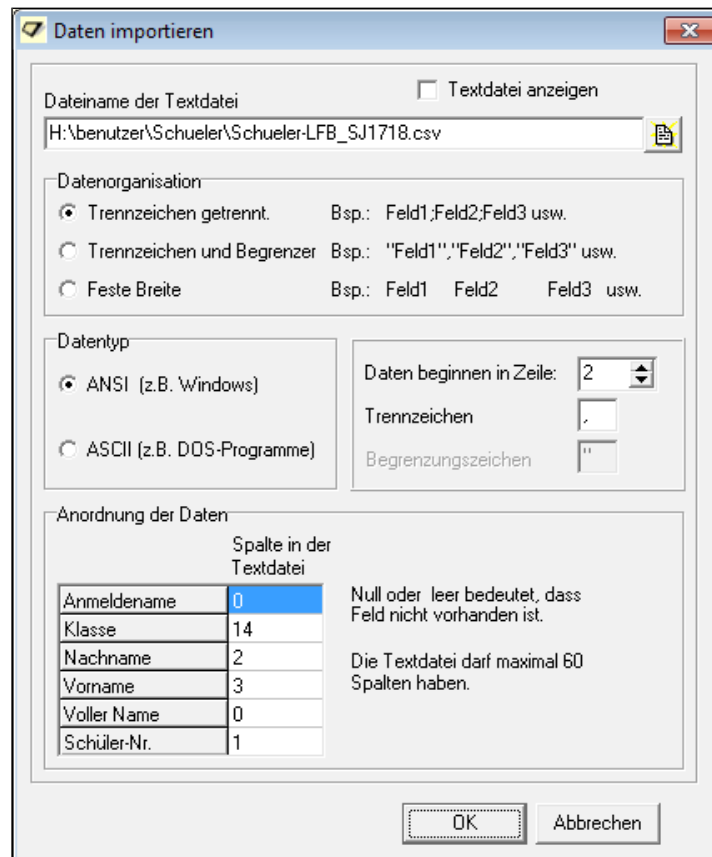 Daten importieren
Textdatei anzeigen
Dateiname der Textdatei
H:\benutzer\Schueler\Schueler-LFB_SJ1718.csv
Datenorganisation
Trennzeichen getrennt. Bsp.: Feld1;Feld2;Feld3 usw.
Trennzeichen und Begrenzer Bsp.: "Feld1","Feld2","Feld3" usw.
Feste Breite Bsp.: Feld1 Feld2 Feld3 usw.
Datentyp
ANSI (z.B. Windows)
ASCII (z.B. DOS-Programme)
Daten beginnen in Zeile: 2
Trennzeichen ,
Begrenzungszeichen "
Anordnung der Daten
Spalte in der
Textdatei
Anmeldename 0
Klasse 14
Nachname 2
Vorname 3
Voller Name 0
Schüler-Nr. 1
Null oder leer bedeutet, dass
Feld nicht vorhanden ist.
Die Textdatei darf maximal 60
Spalten haben.
OK Abbrechen